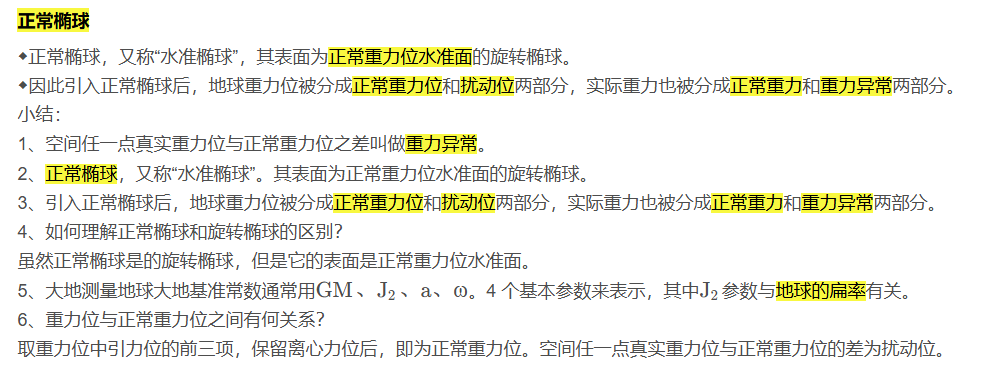 正常椭球
◆正常椭球，又称“水准椭球”，其表面为正常重力位水准面的旋转椭球。
◆因此引入正常椭球后，地球重力位被分成正常重力位和扰动位两部分，实际重力也被分成正常重力和重力异常两部分。
小结：
1、空间任一点真实重力位与正常重力位之差叫做重力异常。
2、正常椭球，又称“水准椭球”。其表面为正常重力位水准面的旋转椭球。
3、引入正常椭球后，地球重力位被分成正常重力位和扰动位两部分，实际重力也被分成正常重力和重力异常两部分。
4、如何理解正常椭球和旋转椭球的区别？
虽然正常椭球是的旋转椭球，但是它的表面是正常重力位水准面。
5、大地测量地球大地基准常数通常用GM、J₂、a、ω。4 个基本参数来表示，其中J₂参数与地球的扁率有关。
6、重力位与正常重力位之间有何关系？
取重力位中引力位的前三项，保留离心力位后，即为正常重力位。空间任一点真实重力位与正常重力位的差为扰动位。